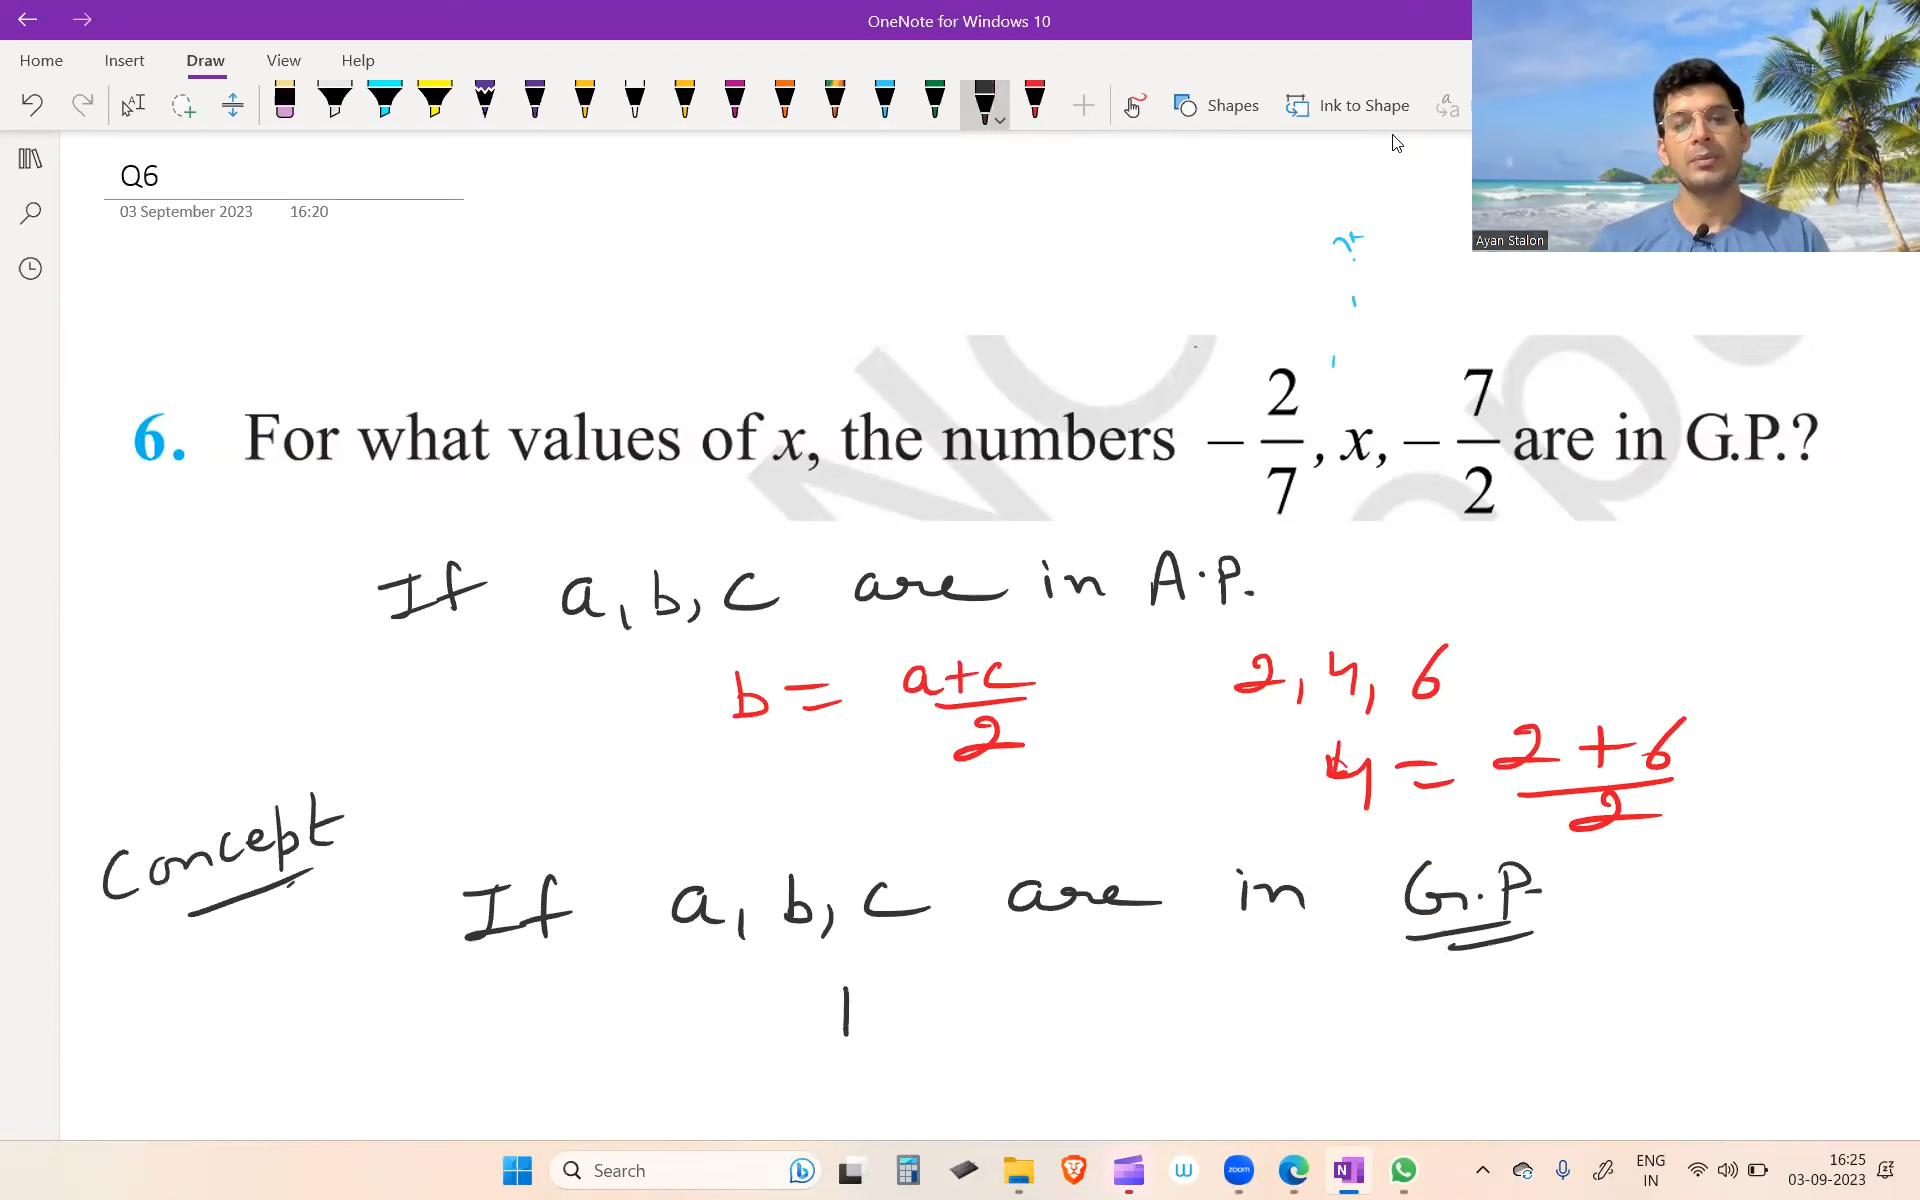 OneNote for Windows 10
Home Insert Draw View Help
Shapes Ink to Shape
Ayan Stalon
Q6
03 September 2023 16:20
6. For what values of x, the numbers -2/7, x, -7/2 are in G.P.?
If a, b, c are in A.P.
b = a+c/2 2, 4, 6
4 = 2+6/2
Concept
If a, b, c are in G.P.
Search
zoom
ENG
IN
16:25
03-09-2023